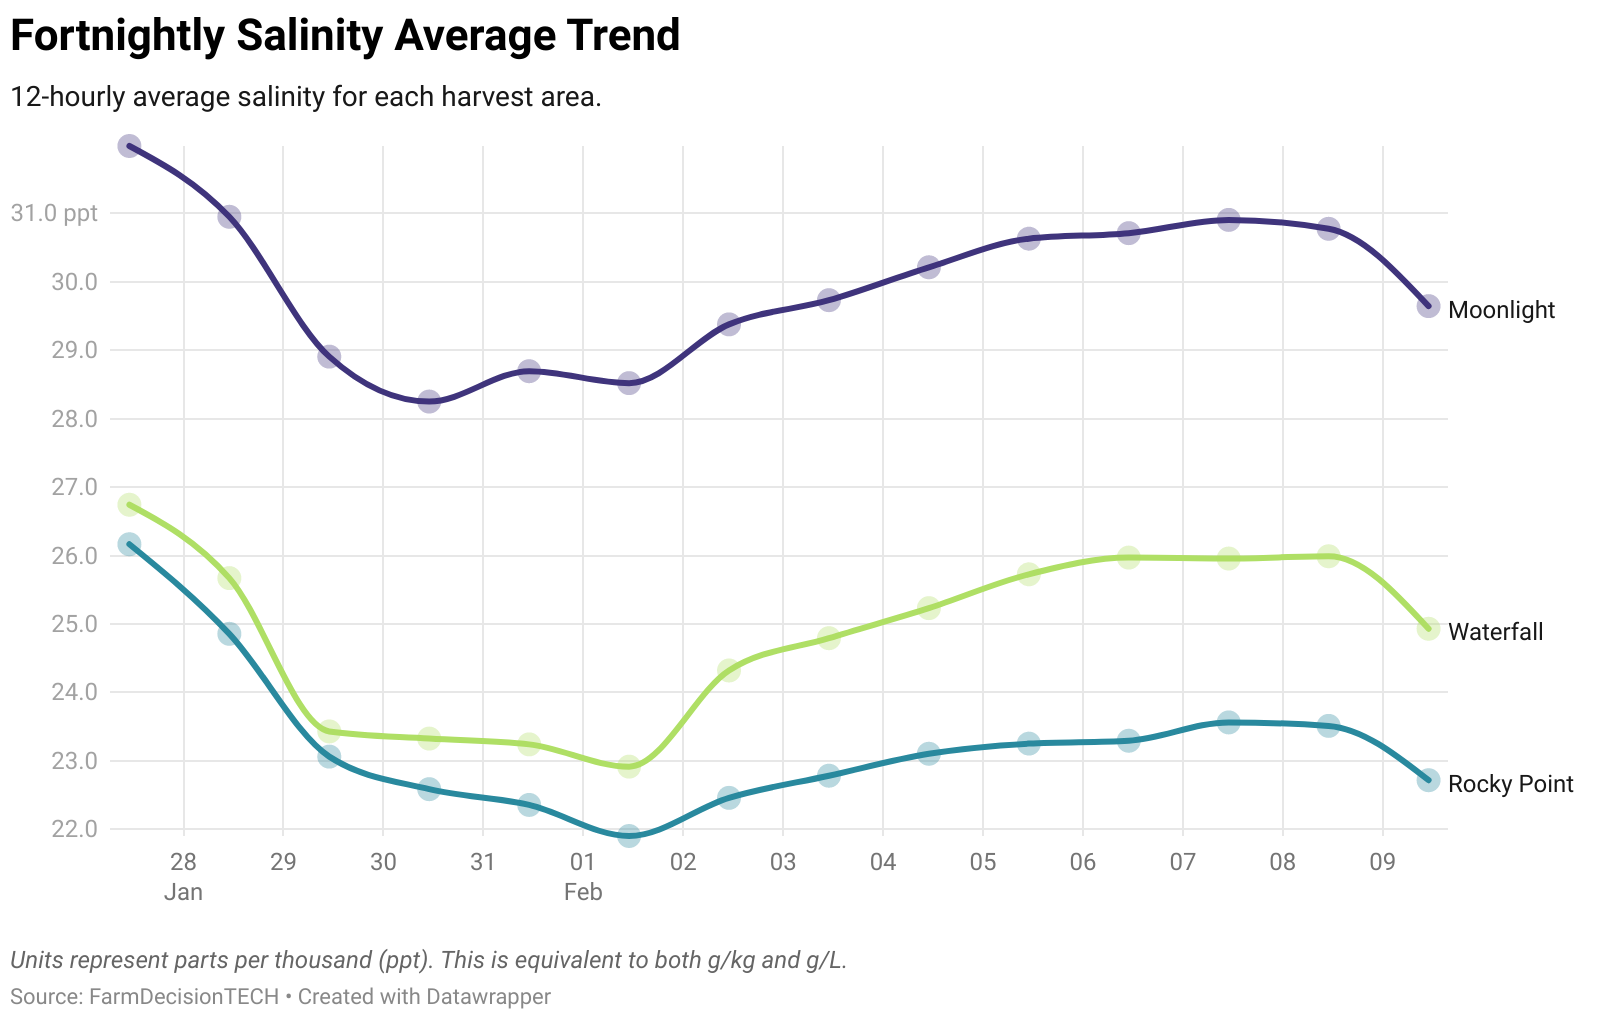 Fortnightly Salinity Average Trend
12-hourly average salinity for each harvest area.
31.0 ppt
30.0
29.0
28.0
27.0
26.0
25.0
24.0
23.0
22.0
Moonlight
Waterfall
Rocky Point
28 29 30 31 01 02 03 04 05 06 07 08 09
Jan Feb
Units represent parts per thousand (ppt). This is equivalent to both g/kg and g/L.
Source: FarmDecisionTECH • Created with Datawrapper